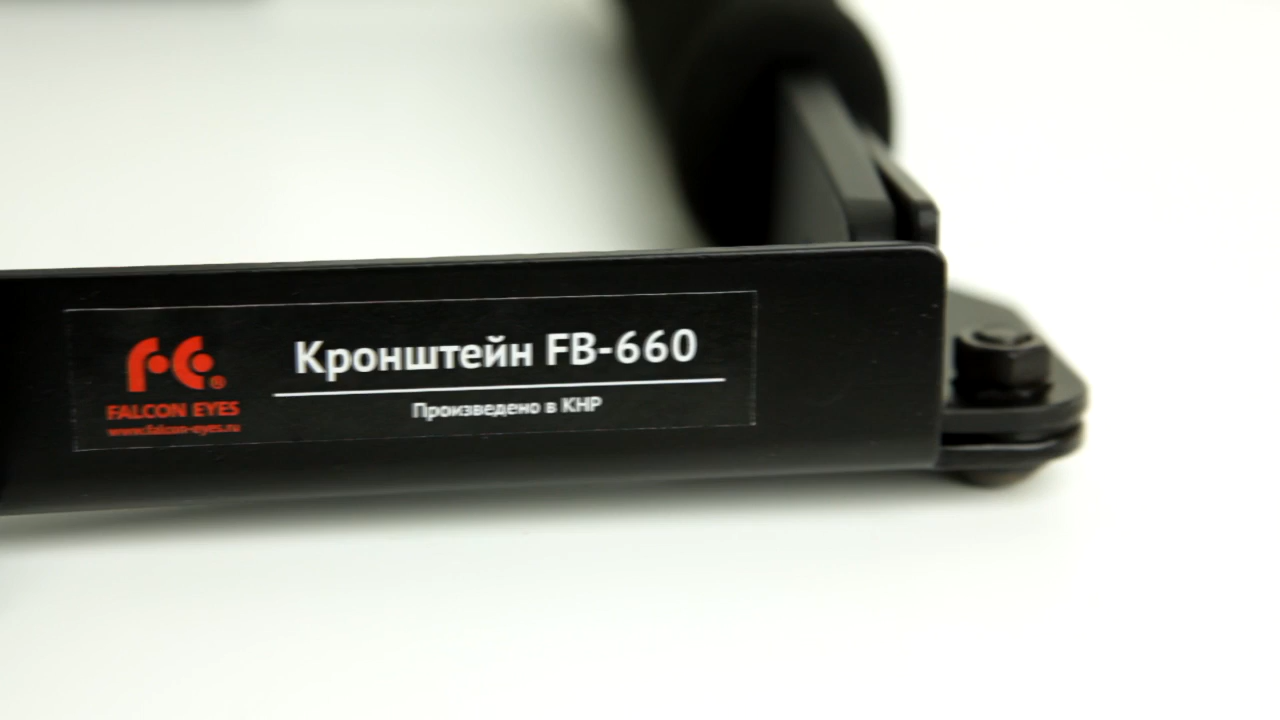 FC®
FALCON EYES
www.falcon-eyes.ru
Кронштейн FB-660
Произведено в КНР